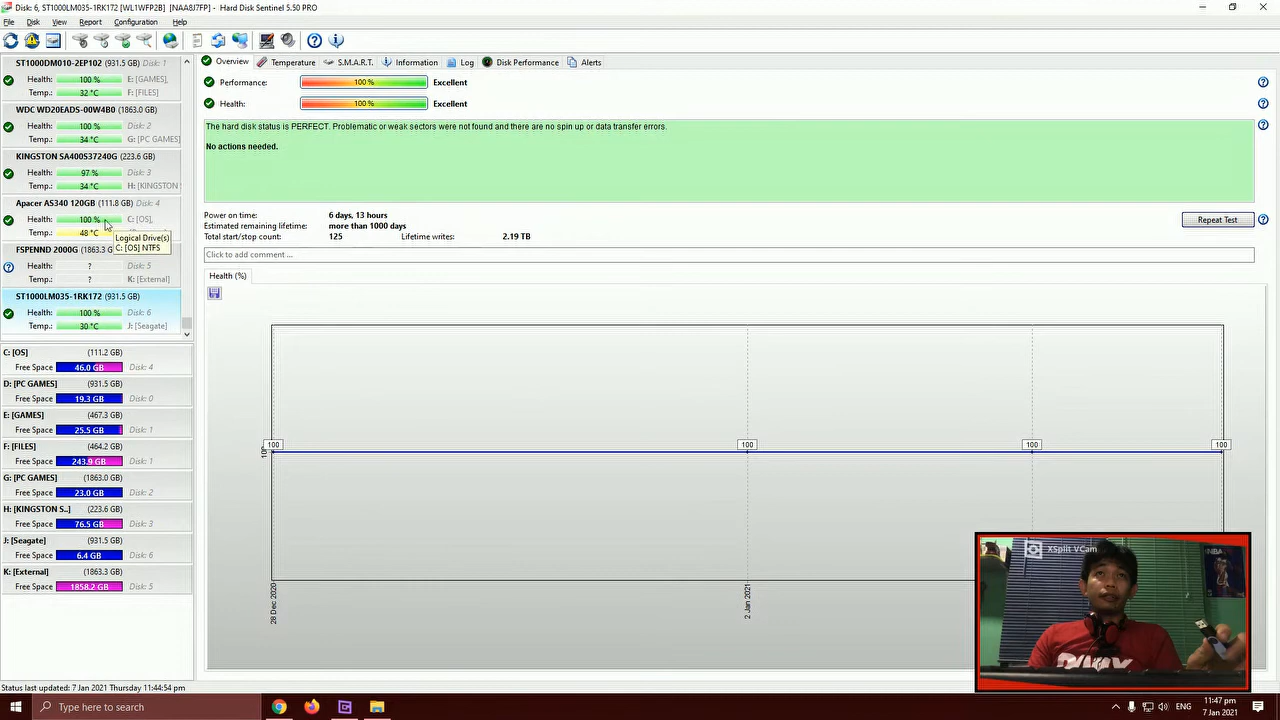 Disk: 6, ST1000LM035-1RK172 [WL1WFP2B] [NAA8J7FP] - Hard Disk Sentinel 5.50 PRO
File Disk View Report Configuration Help
ST1000DM010-2EP102 (931.5 GB) Disk: 1
Health: 100 % E: [GAMES],
Temp.: 32 °C F: [FILES]
WDC WD20EADS-00W4B0 (1863.0 GB)
Health: 100 % Disk: 2
Temp.: 34 °C G: [PC GAMES]
KINGSTON SA400S37240G (223.6 GB)
Health: 97 % Disk: 3
Temp.: 34 °C H: [KINGSTON
Apacer AS340 120GB (111.8 GB) Disk: 4
Health: 100 % C: [OS],
Temp.: 48 °C
Logical Drive(s)
C: [OS] NTFS
FSPENND 2000G (1863.3 G
Health: ? Disk: 5
Temp.: ? K: [External]
ST1000LM035-1RK172 (931.5 GB)
Health: 100 % Disk: 6
Temp.: 30 °C J: [Seagate]
C: [OS] (111.2 GB)
Free Space 46.0 GB Disk: 4
D: [PC GAMES] (931.5 GB)
Free Space 19.3 GB Disk: 0
E: [GAMES] (467.3 GB)
Free Space 25.5 GB Disk: 1
F: [FILES] (464.2 GB)
Free Space 243.9 GB Disk: 1
G: [PC GAMES] (1863.0 GB)
Free Space 23.0 GB Disk: 2
H: [KINGSTON S..] (223.6 GB)
Free Space 76.5 GB Disk: 3
J: [Seagate] (931.5 GB)
Free Space 6.4 GB Disk: 6
K: [External] (1863.3 GB)
Free Space 1858.2 GB Disk: 5
Overview Temperature S.M.A.R.T. Information Log Disk Performance Alerts
Performance: 100 % Excellent
Health: 100 % Excellent
The hard disk status is PERFECT. Problematic or weak sectors were not found and there are no spin up or data transfer errors.
No actions needed.
Power on time: 6 days, 13 hours
Estimated remaining lifetime: more than 1000 days
Total start/stop count: 125 Lifetime writes: 2.19 TB
Repeat Test
Click to add comment ...
Health (%)
100 100 100 100
28 Dec 2020 2 Jan 2021
XSplit VCam
NBA
Status last updated: 7 Jan 2021 Thursday 11:44:54 pm
Type here to search
ENG
11:47 pm
7 Jan 2021